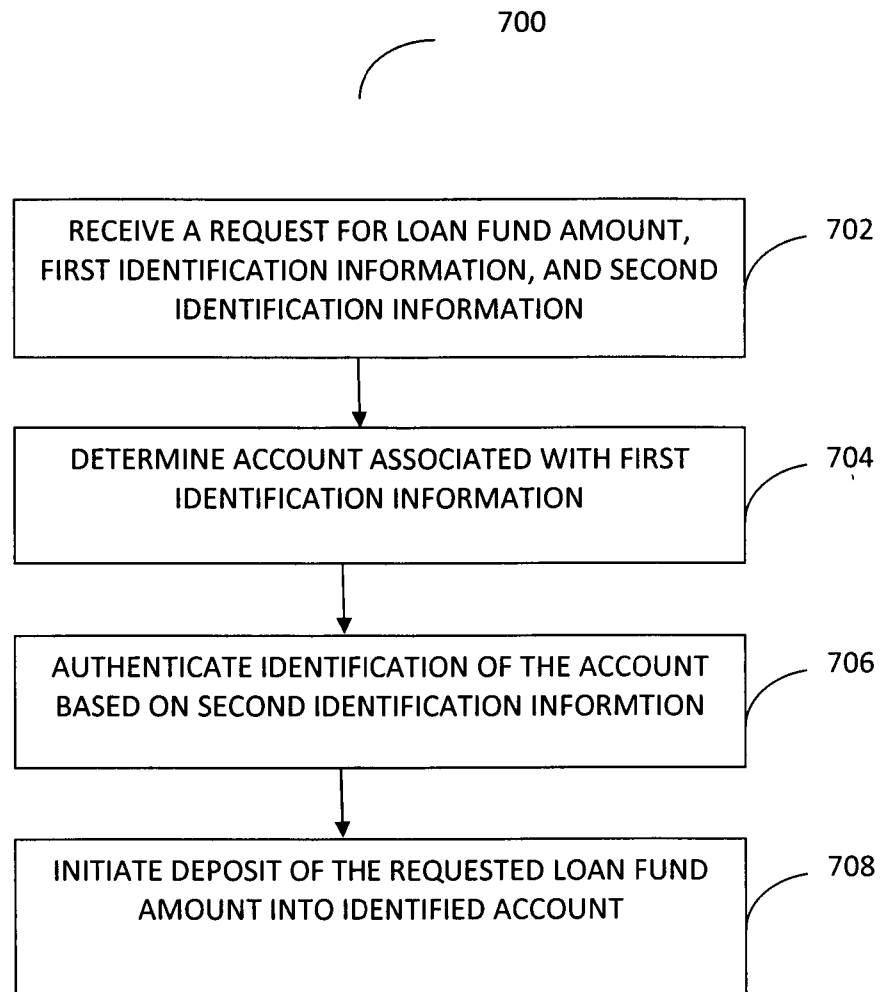 700
RECEIVE A REQUEST FOR LOAN FUND AMOUNT,
FIRST IDENTIFICATION INFORMATION, AND SECOND
IDENTIFICATION INFORMATION
702
DETERMINE ACCOUNT ASSOCIATED WITH FIRST
IDENTIFICATION INFORMATION
704
AUTHENTICATE IDENTIFICATION OF THE ACCOUNT
BASED ON SECOND IDENTIFICATION INFORMTION
706
INITIATE DEPOSIT OF THE REQUESTED LOAN FUND
AMOUNT INTO IDENTIFIED ACCOUNT
708